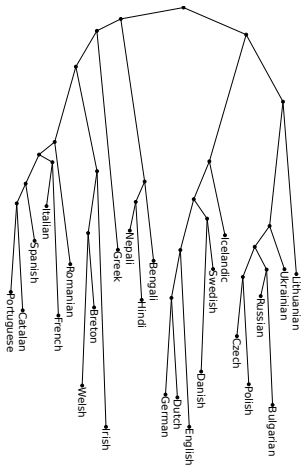 Portuguese
Catalan
Spanish
Italian
French
Romanian
Welsh
Breton
Irish
Greek
Nepali
Hindi
Bengali
German
Dutch
English
Danish
Swedish
Icelandic
Czech
Polish
Russian
Bulgarian
Ukrainian
Lithuanian